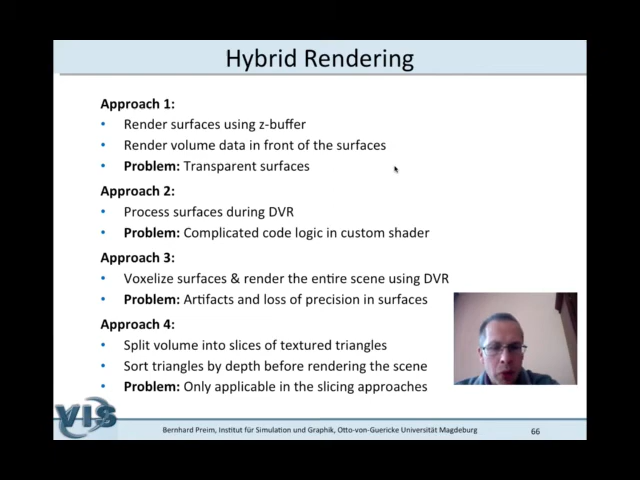 Hybrid Rendering
Approach 1:
• Render surfaces using z-buffer
• Render volume data in front of the surfaces
• Problem: Transparent surfaces
Approach 2:
• Process surfaces during DVR
• Problem: Complicated code logic in custom shader
Approach 3:
• Voxelize surfaces & render the entire scene using DVR
• Problem: Artifacts and loss of precision in surfaces
Approach 4:
• Split volume into slices of textured triangles
• Sort triangles by depth before rendering the scene
• Problem: Only applicable in the slicing approaches
VIS
Bernhard Preim, Institut für Simulation und Graphik, Otto-von-Guericke Universität Magdeburg
66